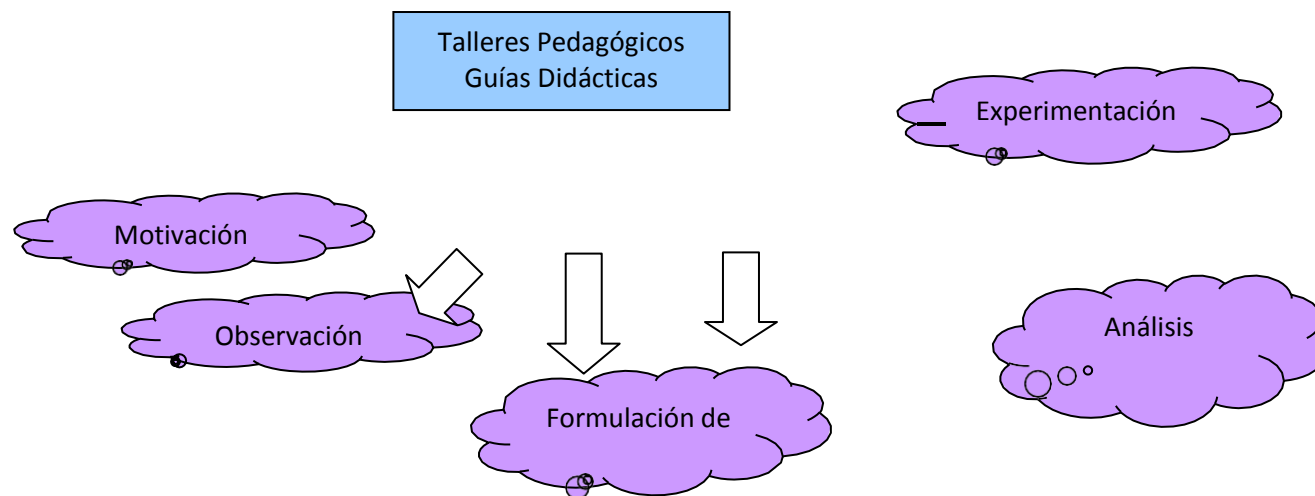 Talleres Pedagógicos
Guías Didácticas
Experimentación
Motivación
Observación
Análisis
Formulación de